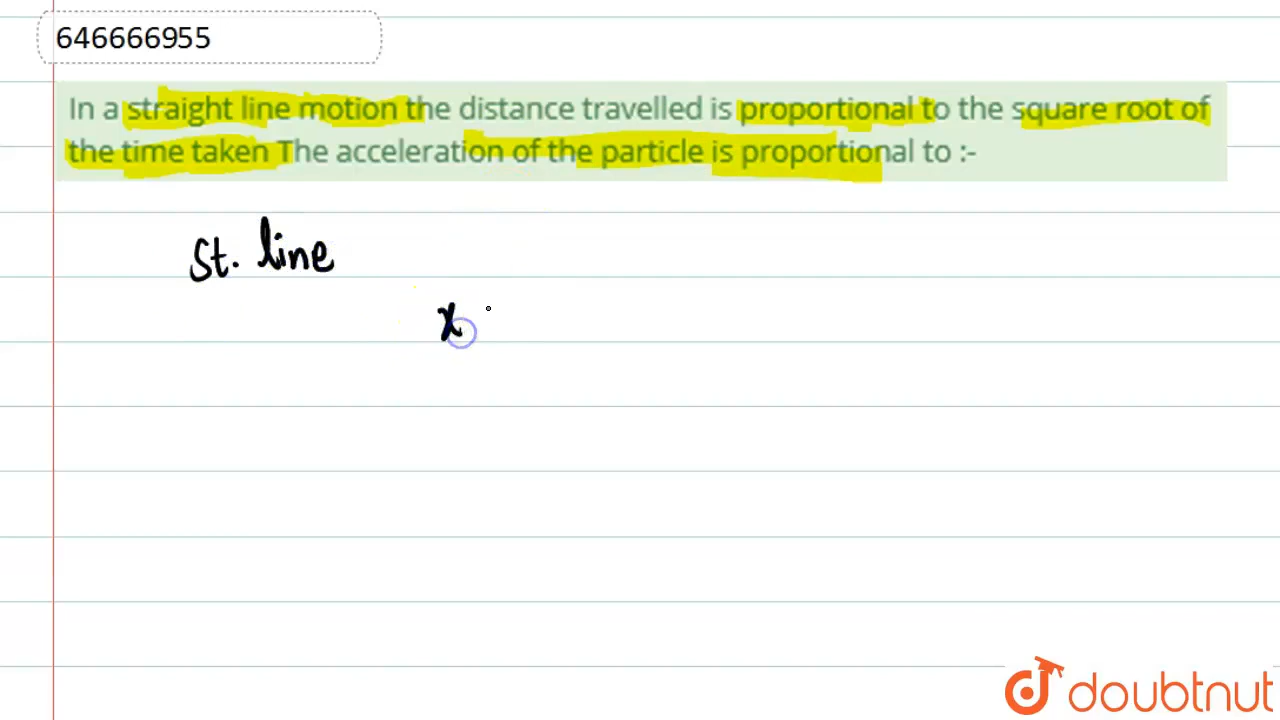 646666955
In a straight line motion the distance travelled is proportional to the square root of
the time taken The acceleration of the particle is proportional to :-
St. line
x
doubtnut